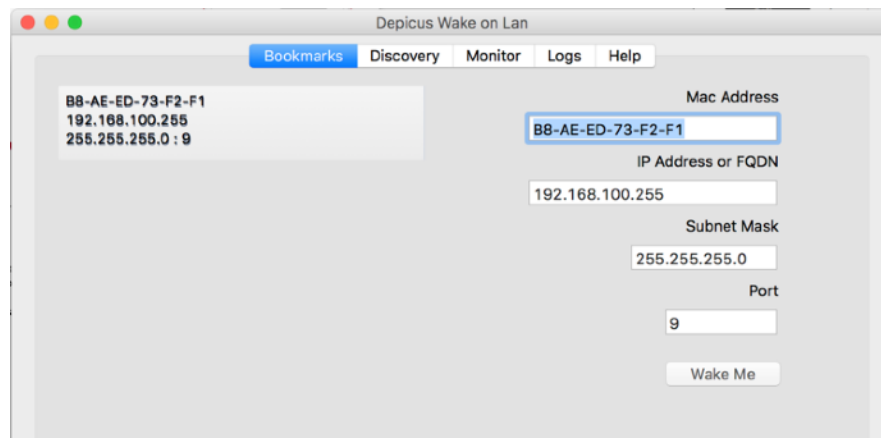 Depicus Wake on Lan
Bookmarks Discovery Monitor Logs Help
B8-AE-ED-73-F2-F1
192.168.100.255
255.255.255.0 : 9
Mac Address
B8-AE-ED-73-F2-F1
IP Address or FQDN
192.168.100.255
Subnet Mask
255.255.255.0
Port
9
Wake Me